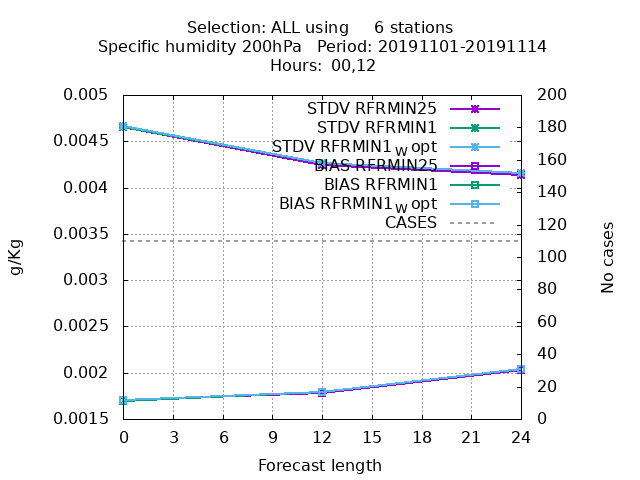 Selection: ALL using     6 stations
Specific humidity 200hPa   Period: 20191101-20191114
Hours:  00,12
0.005
0.0045
0.004
0.0035
0.003
0.0025
0.002
0.0015
g/Kg
STDV RFRMIN25
STDV RFRMIN1
STDV RFRMIN1W opt
BIAS RFRMIN25
BIAS RFRMIN1
BIAS RFRMIN1W opt
CASES
200
180
160
140
120
100
80
60
40
20
0
No cases
0 3 6 9 12 15 18 21 24
Forecast length